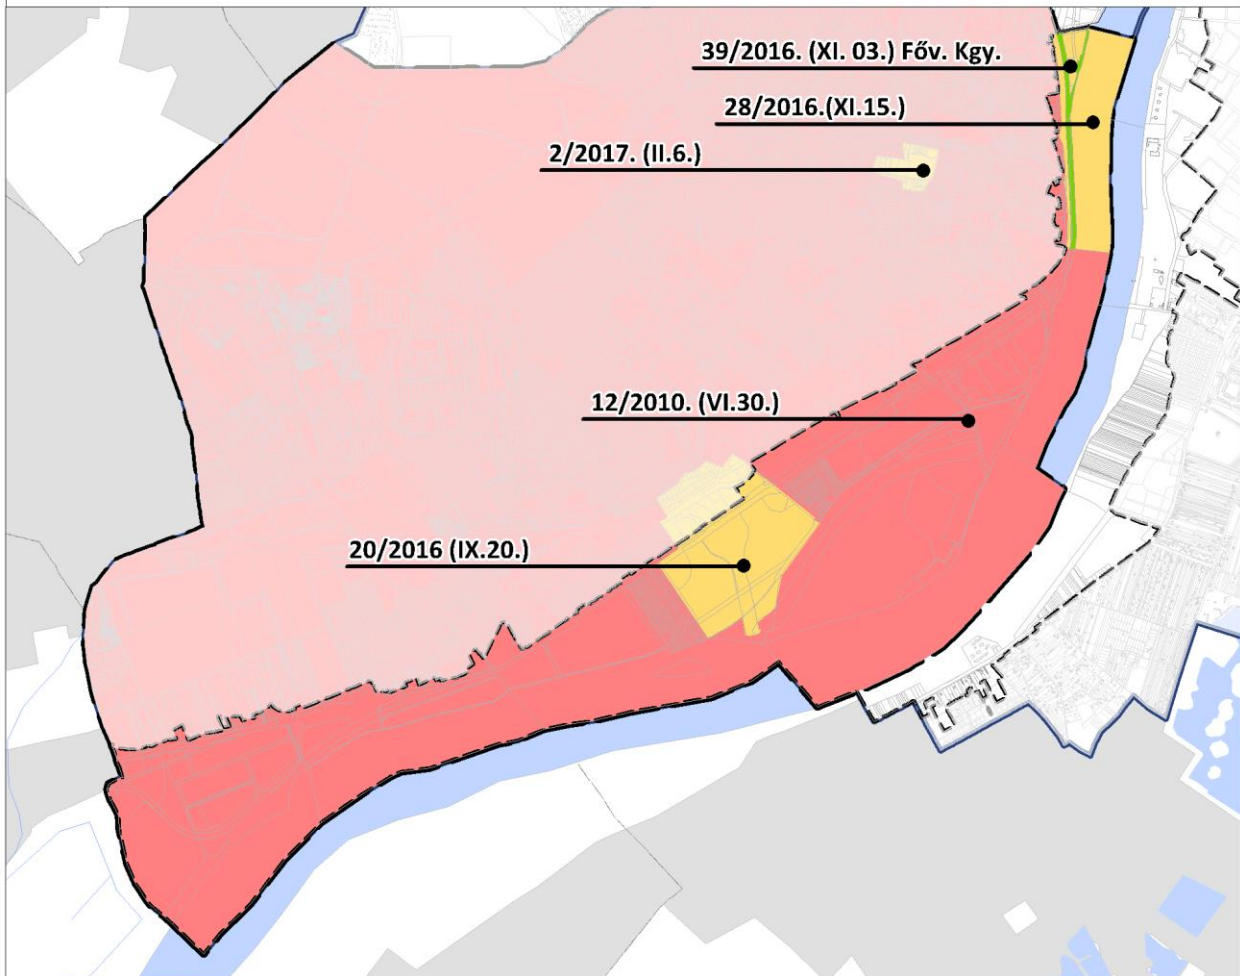 39/2016. (XI. 03.) Főv. Kgy.
28/2016.(XI.15.)
2/2017. (II.6.)
12/2010. (VI.30.)
20/2016 (IX.20.)